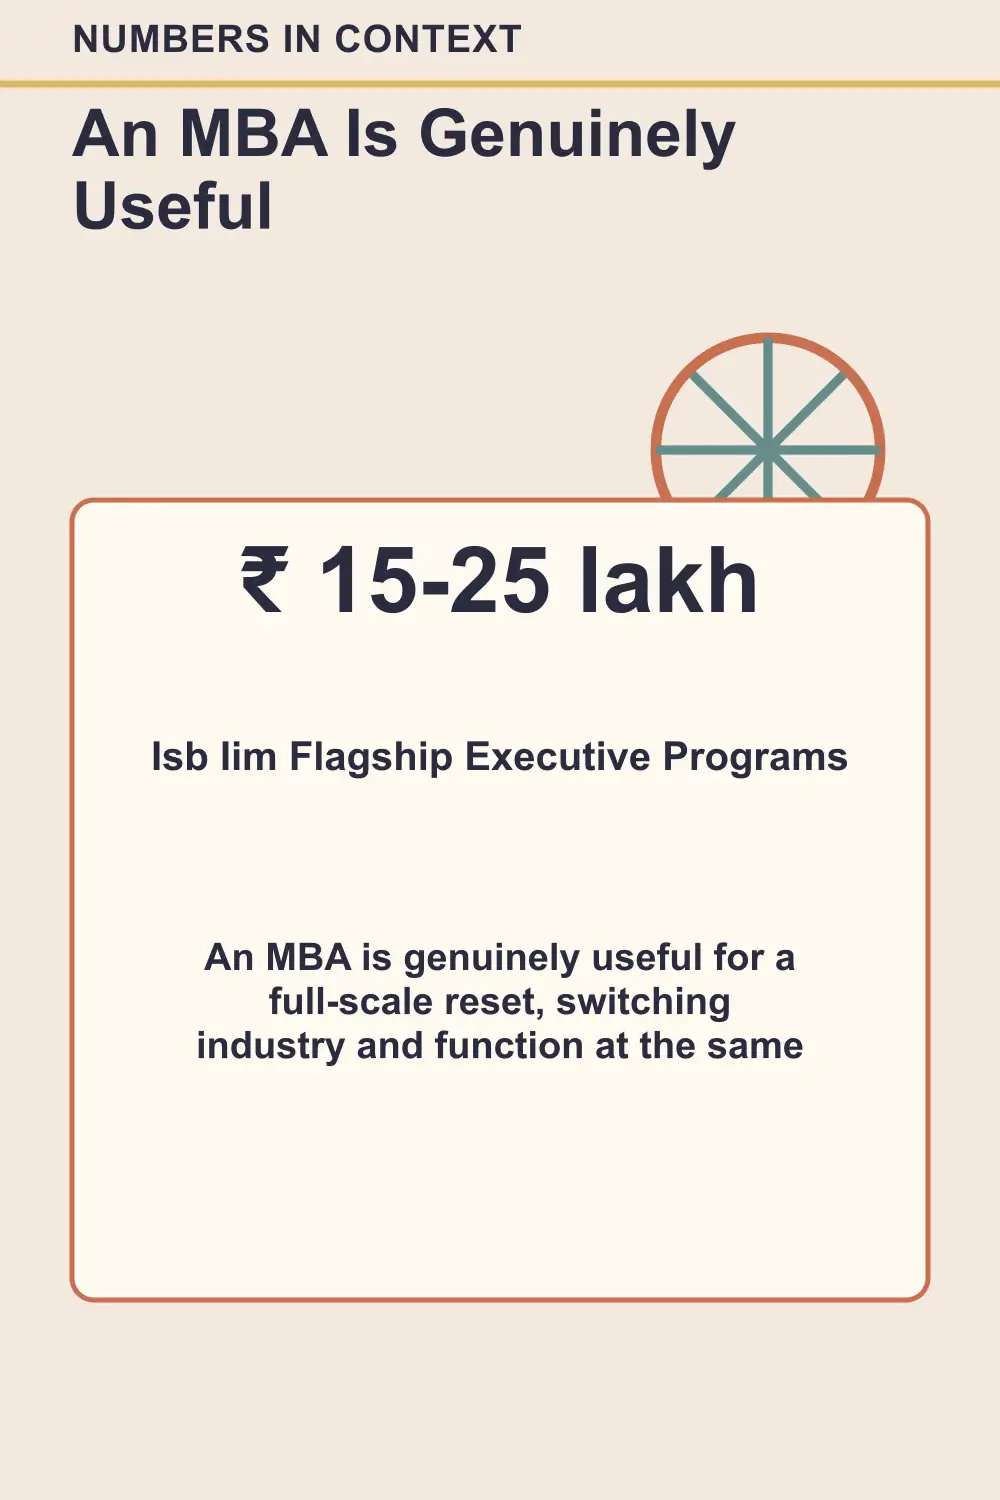 NUMBERS IN CONTEXT
An MBA Is Genuinely
Useful
₹ 15-25 lakh
Isb Iim Flagship Executive Programs
An MBA is genuinely useful for a
full-scale reset, switching
industry and function at the same